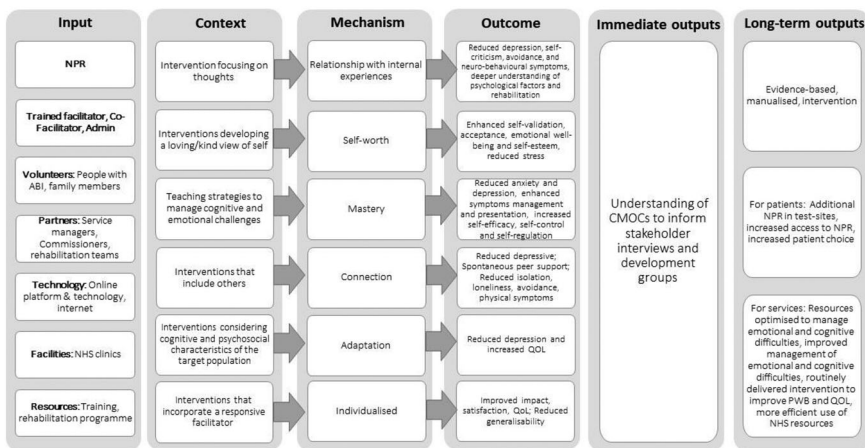 Input
NPR
Trained facilitator, Co-
Facilitator, Admin
Volunteers: People with
ABI, family members
Partners: Service
managers,
Commissioners,
rehabilitation teams
Technology: Online
platform & technology,
internet
Facilities: NHS clinics
Resources: Training,
rehabilitation programme
Context
Intervention focusing on
thoughts
Interventions developing
a loving/kind view of self
Teaching strategies to
manage cognitive and
emotional challenges
Interventions that
include others
Interventions considering
cognitive and psychosocial
characteristics of the
target population
Interventions that
incorporate a responsive
facilitator
Mechanism
Relationship with internal
experiences
Self-worth
Mastery
Connection
Adaptation
Individualised
Outcome
Reduced depression, self-
criticism, avoidance, and
neuro-behavioural symptoms,
deeper understanding of
psychological factors and
rehabilitation
Enhanced self-validation,
acceptance, emotional well-
being and self-esteem,
reduced stress
Reduced anxiety and
depression, enhanced
symptoms management
and presentation, increased
self-efficacy, self-control
and self-regulation
Reduced depressive;
Spontaneous peer support;
Reduced isolation,
loneliness, avoidance,
physical symptoms
Reduced depression and
increased QOL
Improved impact,
satisfaction, QoL; Reduced
generalisability
Immediate outputs
Understanding of
CMOCs to inform
stakeholder
interviews and
development
groups
Long-term outputs
Evidence-based,
manualised, intervention
For patients: Additional
NPR in test-sites,
increased access to NPR,
increased patient choice
For services: Resources
optimised to manage
emotional and cognitive
difficulties, improved
management of
emotional and cognitive
difficulties, routinely
delivered intervention to
improve PWB and QOL,
more efficient use of
NHS resources